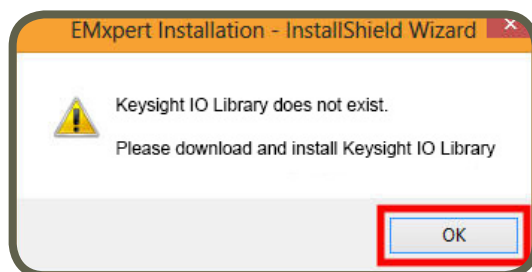 EMxpert Installation - InstallShield Wizard
Keysight IO Library does not exist.
Please download and install Keysight IO Library
OK